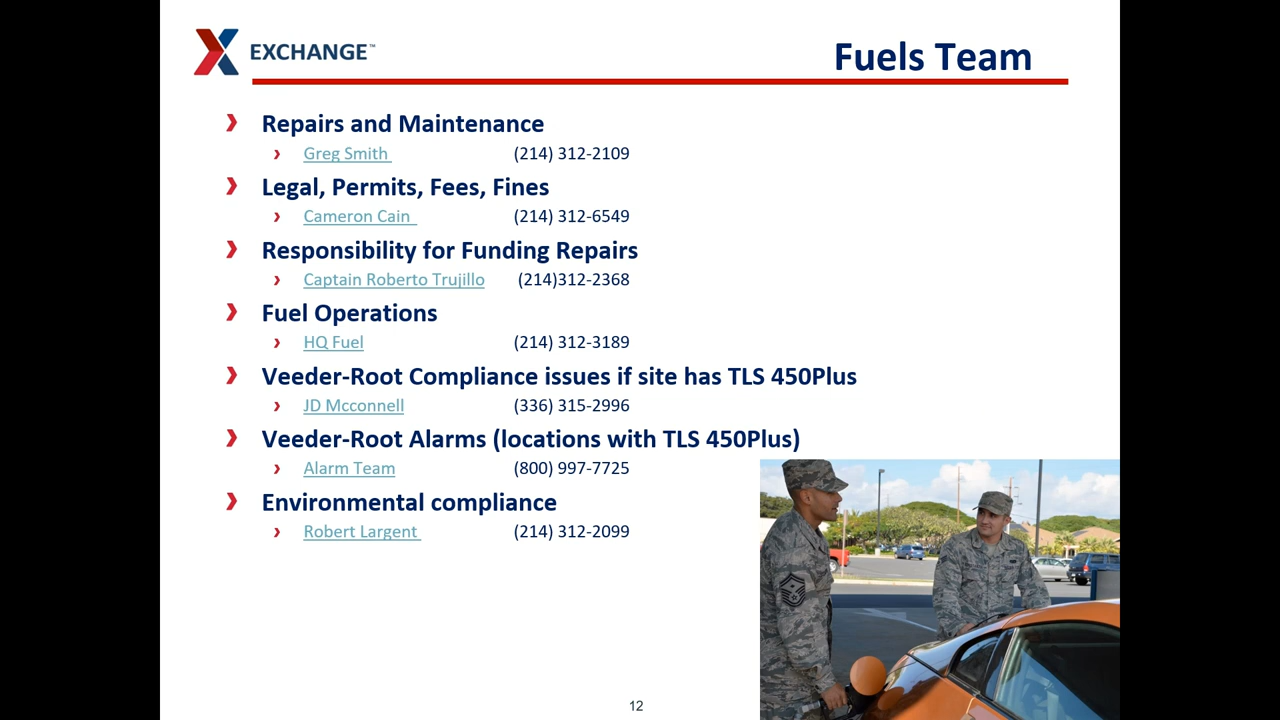 EXCHANGE™
Fuels Team
Repairs and Maintenance
Greg Smith (214) 312-2109
Legal, Permits, Fees, Fines
Cameron Cain (214) 312-6549
Responsibility for Funding Repairs
Captain Roberto Trujillo (214)312-2368
Fuel Operations
HQ Fuel (214) 312-3189
Veeder-Root Compliance issues if site has TLS 450Plus
JD Mcconnell (336) 315-2996
Veeder-Root Alarms (locations with TLS 450Plus)
Alarm Team (800) 997-7725
Environmental compliance
Robert Largent (214) 312-2099
12